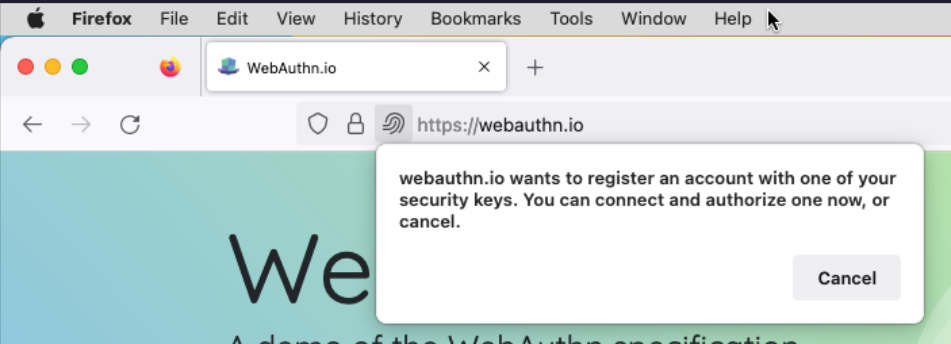 Firefox File Edit View History Bookmarks Tools Window Help
WebAuthn.io
https://webauthn.io
webauthn.io wants to register an account with one of your
security keys. You can connect and authorize one now, or
cancel.
Cancel
We
A demo of the WebAuthn specification